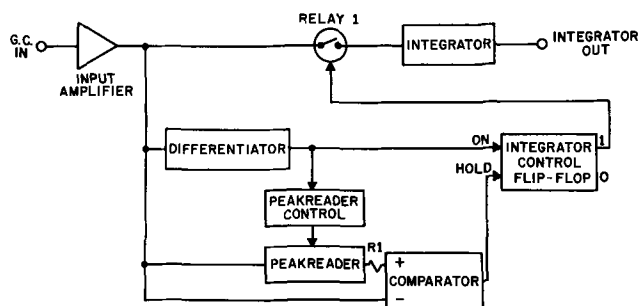 RELAY 1
G.C.
IN
INPUT
AMPLIFIER
INTEGRATOR
INTEGRATOR
OUT
DIFFERENTIATOR
ON
HOLD
INTEGRATOR
CONTROL
FLIP-FLOP
1
0
PEAKREADER
CONTROL
PEAKREADER
R1
+
COMPARATOR
−